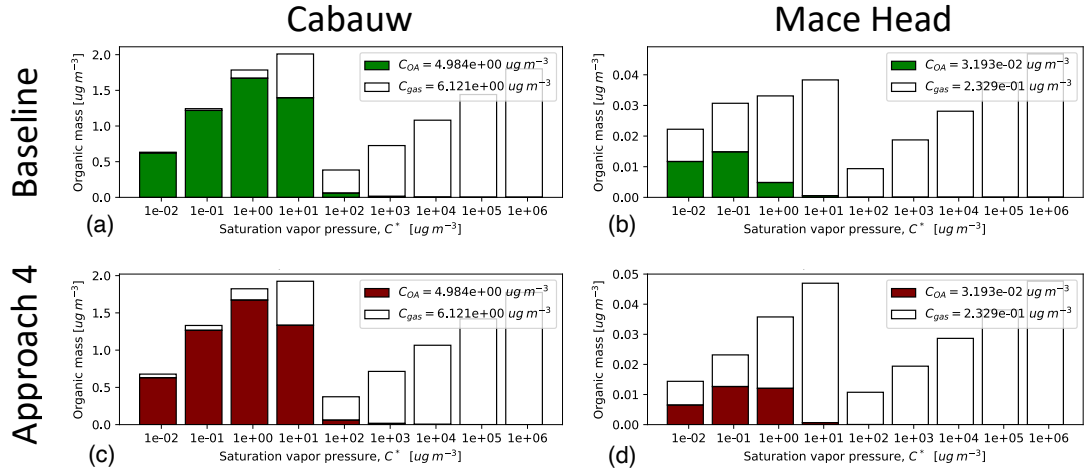 Cabauw
Mace Head
Baseline
Approach 4
Organic mass [ug m⁻³]
2.0
1.5
1.0
0.5
0.0
C_OA = 4.984e+00 ug m⁻³
C_gas = 6.121e+00 ug m⁻³
1e-02 1e-01 1e+00 1e+01 1e+02 1e+03 1e+04 1e+05 1e+06
Saturation vapor pressure, C* [ug m⁻³]
(a)
Organic mass [ug m⁻³]
0.04
0.03
0.02
0.01
0.00
C_OA = 3.193e-02 ug m⁻³
C_gas = 2.329e-01 ug m⁻³
1e-02 1e-01 1e+00 1e+01 1e+02 1e+03 1e+04 1e+05 1e+06
Saturation vapor pressure, C* [ug m⁻³]
(b)
Organic mass [ug m⁻³]
2.0
1.5
1.0
0.5
0.0
C_OA = 4.984e+00 ug m⁻³
C_gas = 6.121e+00 ug m⁻³
1e-02 1e-01 1e+00 1e+01 1e+02 1e+03 1e+04 1e+05 1e+06
Saturation vapor pressure, C* [ug m⁻³]
(c)
Organic mass [ug m⁻³]
0.05
0.04
0.03
0.02
0.01
0.00
C_OA = 3.193e-02 ug m⁻³
C_gas = 2.329e-01 ug m⁻³
1e-02 1e-01 1e+00 1e+01 1e+02 1e+03 1e+04 1e+05 1e+06
Saturation vapor pressure, C* [ug m⁻³]
(d)